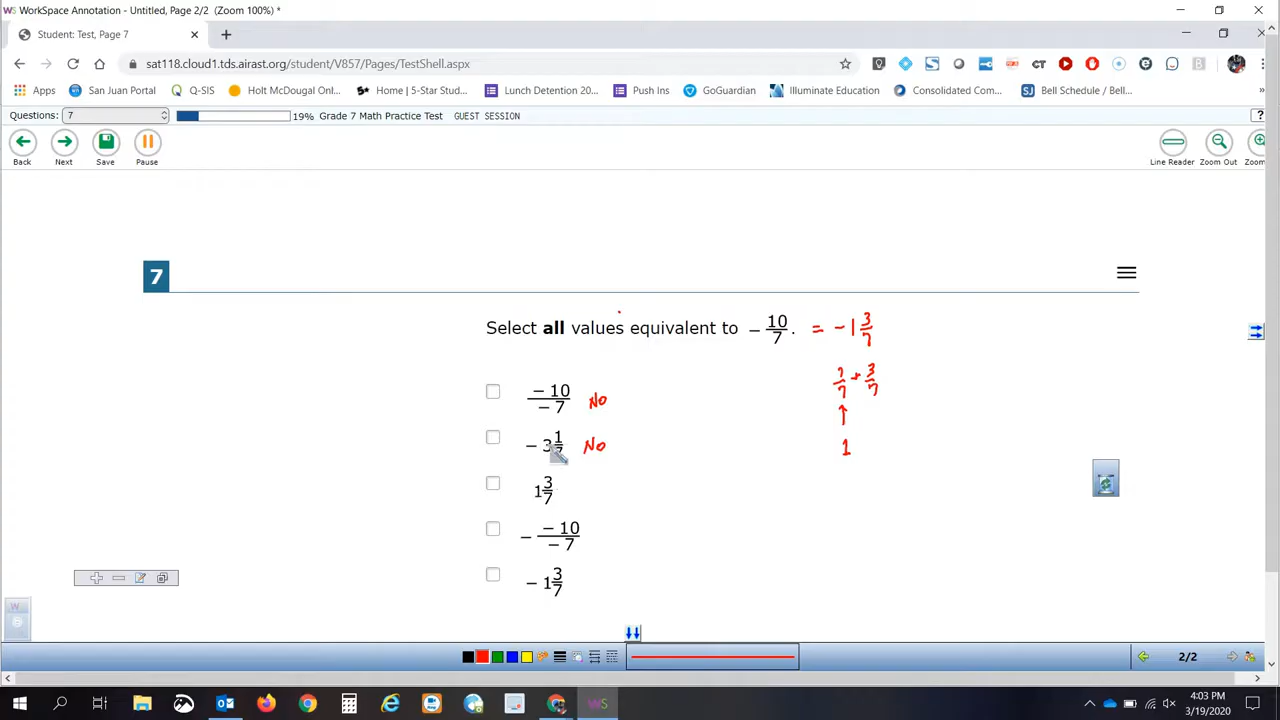 WorkSpace Annotation - Untitled, Page 2/2 (Zoom 100%) *
Student: Test, Page 7
sat118.cloud1.tds.airast.org/student/V857/Pages/TestShell.aspx
Apps San Juan Portal Q-SIS Holt McDougal Onl... Home | 5-Star Stud... Lunch Detention 20... Push Ins GoGuardian Illuminate Education Consolidated Com... Bell Schedule / Bell...
Questions: 7 19% Grade 7 Math Practice Test GUEST SESSION
Back Next Save Pause Line Reader Zoom Out Zoom
7
Select all values equivalent to - 10/7. = -1 3/7
7/7 + 3/7
1
-10/-7 No
-3 1/7 No
1 3/7
- -10/-7
-1 3/7
2/2
4:03 PM
3/19/2020